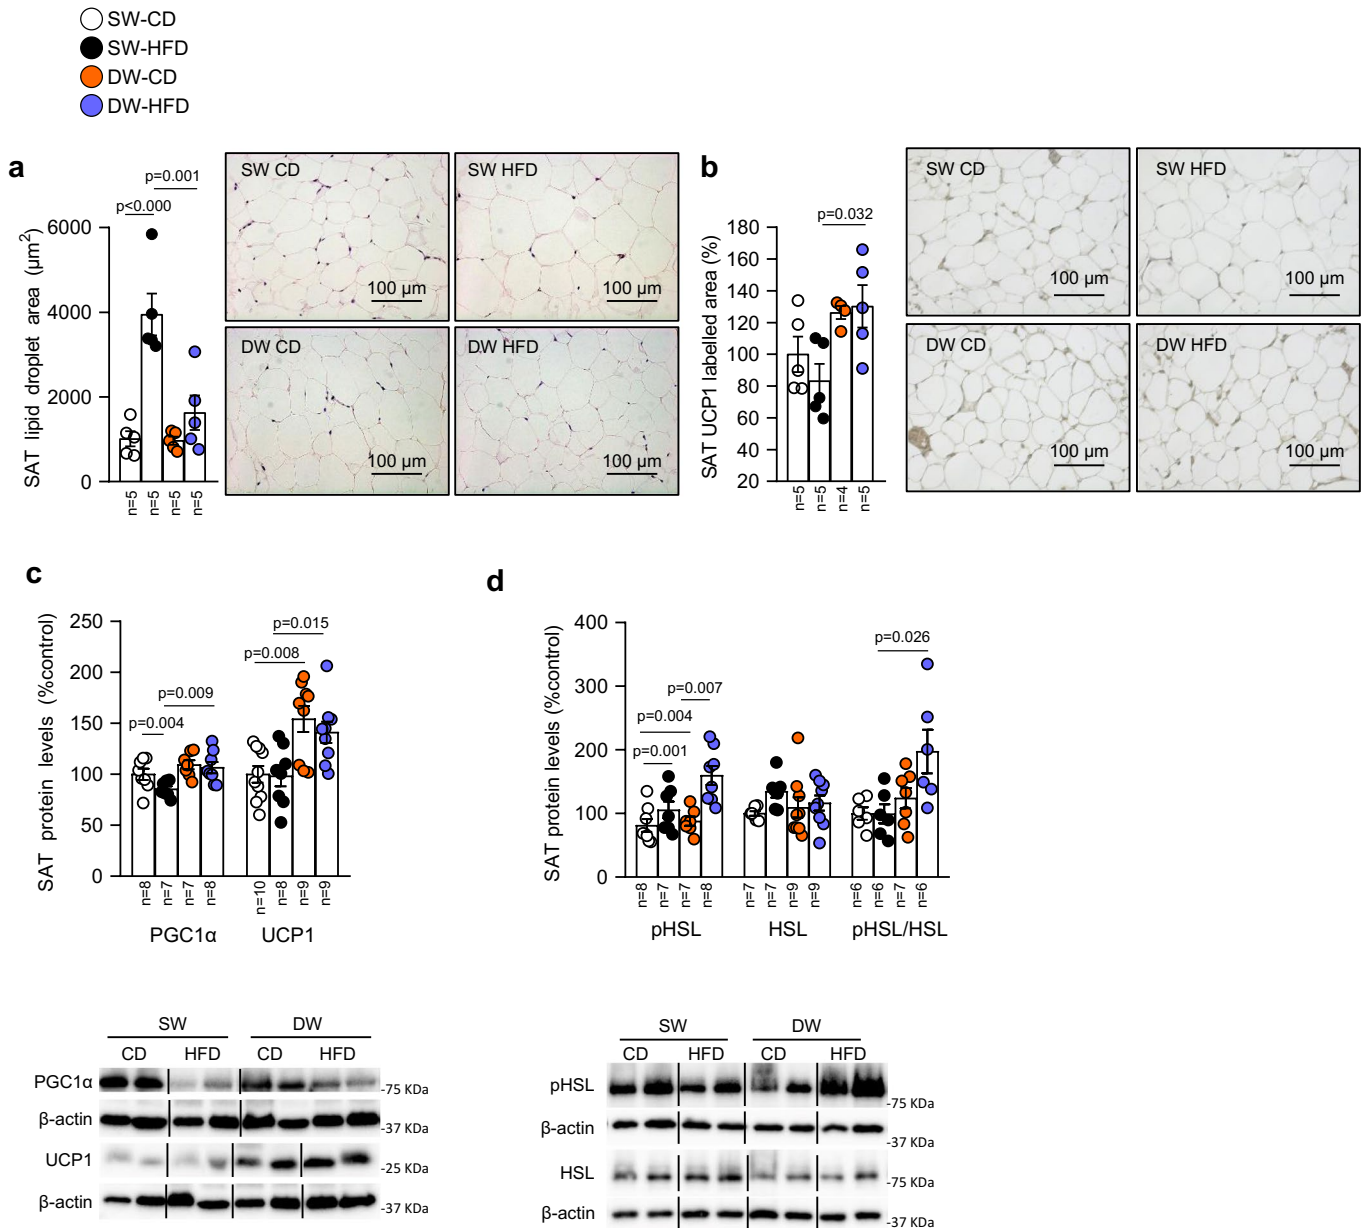 SW-CD
SW-HFD
DW-CD
DW-HFD
a
SAT lipid droplet area (µm²)
6000
4000
2000
0
p<0.000
p=0.001
n=5
n=5
n=5
n=5
SW CD
100 µm
SW HFD
100 µm
DW CD
100 µm
DW HFD
100 µm
b
SAT UCP1 labelled area (%)
180
160
140
120
100
80
60
40
20
p=0.032
n=5
n=5
n=4
n=5
SW CD
100 µm
SW HFD
100 µm
DW CD
100 µm
DW HFD
100 µm
c
SAT protein levels (%control)
250
200
150
100
50
0
p=0.004
p=0.009
p=0.008
p=0.015
n=8
n=7
n=7
n=8
n=10
n=8
n=9
n=9
PGC1α
UCP1
SW DW
CD HFD CD HFD
PGC1α -75 KDa
β-actin -37 KDa
UCP1 -25 KDa
β-actin -37 KDa
d
SAT protein levels (%control)
400
300
200
100
0
p=0.001
p=0.004
p=0.007
p=0.026
n=8
n=7
n=7
n=8
n=7
n=7
n=9
n=9
n=6
n=6
n=7
n=6
pHSL
HSL
pHSL/HSL
SW DW
CD HFD CD HFD
pHSL -75 KDa
β-actin -37 KDa
HSL -75 KDa
β-actin -37 KDa